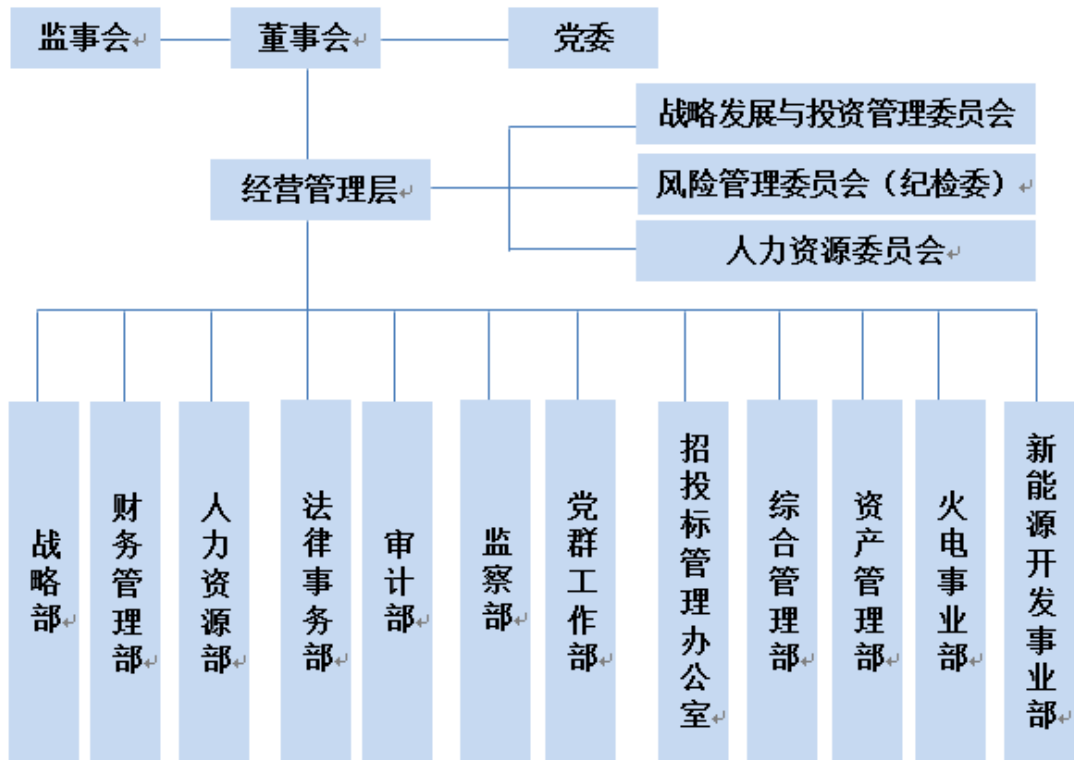 监事会
董事会
党委
战略发展与投资管理委员会
经营管理层
风险管理委员会（纪检委）
人力资源委员会
战略部
财务管理部
人力资源部
法律事务部
审计部
监察部
党群工作部
招投标管理办公室
综合管理部
资产管理部
火电事业部
新能源开发事业部